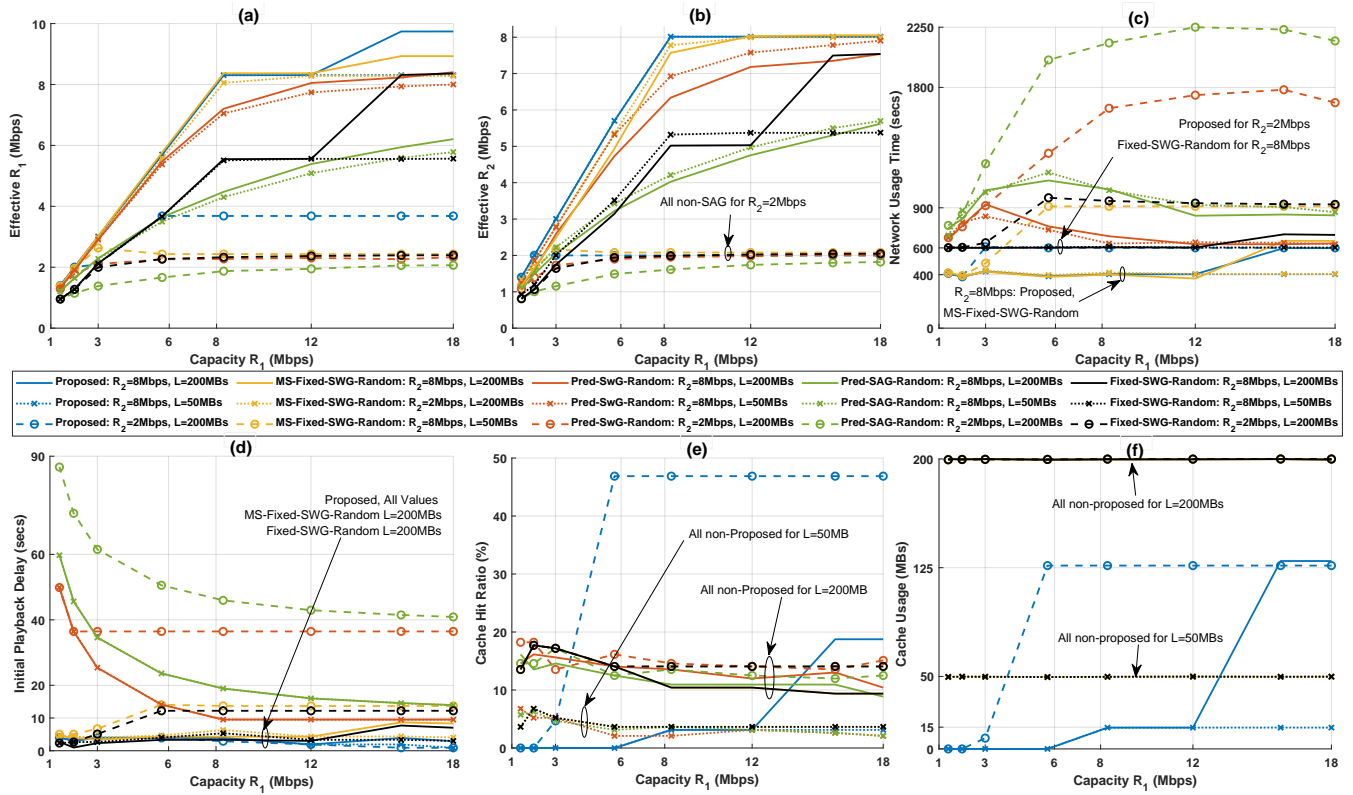 (a)
(b)
(c)
10
8
6
4
2
0
Effective R1 (Mbps)
1
3
6
8
12
18
Capacity R1 (Mbps)
8
7
6
5
4
3
2
1
0
Effective R2 (Mbps)
All non-SAG for R2=2Mbps
1
3
6
8
12
18
Capacity R1 (Mbps)
2250
1800
900
600
400
0
Network Usage Time (secs)
Proposed for R2=2Mbps
Fixed-SWG-Random for R2=8Mbps
R2=8Mbps: Proposed,
MS-Fixed-SWG-Random
1
3
6
8
12
18
Capacity R1 (Mbps)
Proposed: R2=8Mbps, L=200MBs
MS-Fixed-SWG-Random: R2=8Mbps, L=200MBs
Pred-SwG-Random: R2=8Mbps, L=200MBs
Pred-SAG-Random: R2=8Mbps, L=200MBs
Fixed-SWG-Random: R2=8Mbps, L=200MBs
Proposed: R2=8Mbps, L=50MBs
MS-Fixed-SWG-Random: R2=2Mbps, L=200MBs
Pred-SwG-Random: R2=8Mbps, L=50MBs
Pred-SAG-Random: R2=8Mbps, L=50MBs
Fixed-SWG-Random: R2=8Mbps, L=50MBs
Proposed: R2=2Mbps, L=200MBs
MS-Fixed-SWG-Random: R2=8Mbps, L=50MBs
Pred-SwG-Random: R2=2Mbps, L=200MBs
Pred-SAG-Random: R2=2Mbps, L=200MBs
Fixed-SWG-Random: R2=2Mbps, L=200MBs
(d)
(e)
(f)
90
60
40
20
10
0
Initial Playback Delay (secs)
Proposed, All Values
MS-Fixed-SWG-Random L=200MBs
Fixed-SWG-Random L=200MBs
1
3
6
8
12
18
Capacity R1 (Mbps)
50
40
30
20
10
0
Cache Hit Ratio (%)
All non-Proposed for L=50MB
All non-Proposed for L=200MB
1
3
6
8
12
18
Capacity R1 (Mbps)
200
125
50
15
0
Cache Usage (MBs)
All non-proposed for L=200MBs
All non-proposed for L=50MBs
1
3
6
8
12
18
Capacity R1 (Mbps)